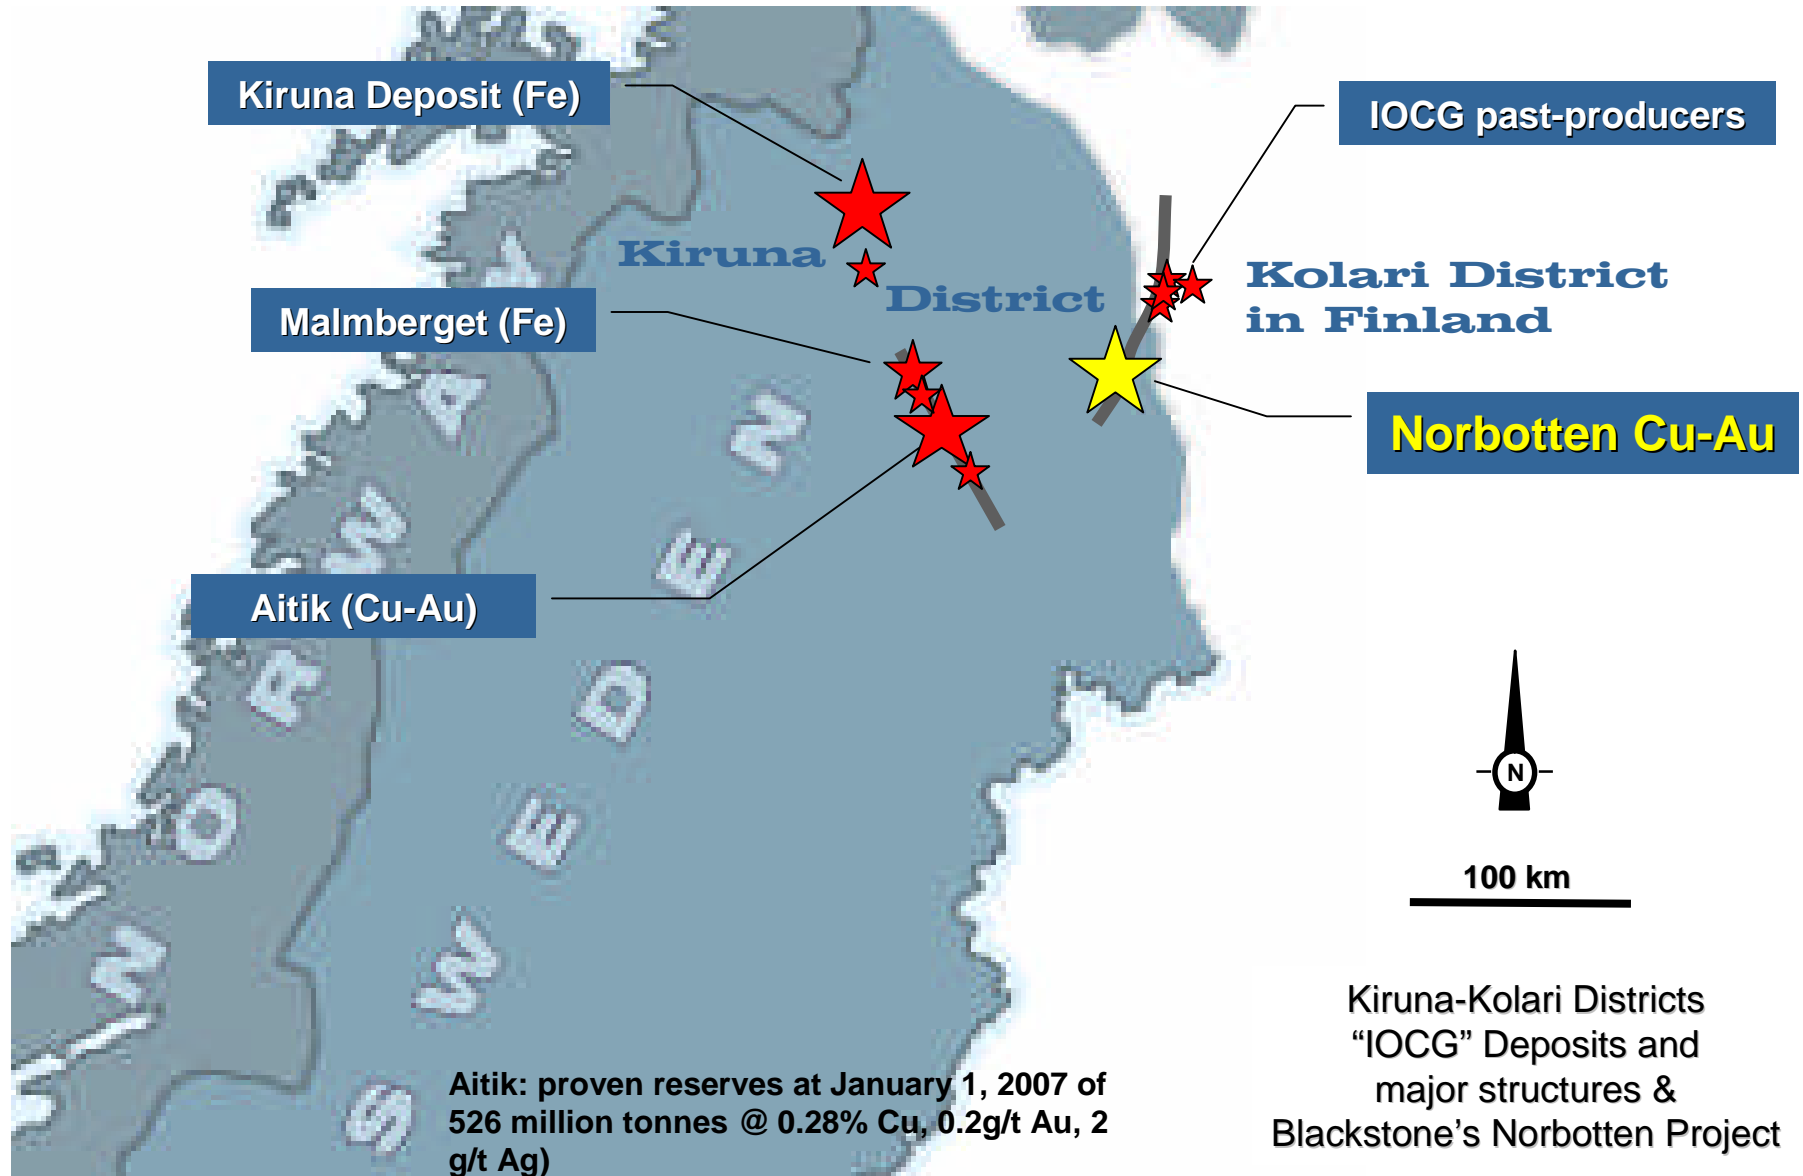 Kiruna Deposit (Fe)
IOCG past-producers
Kiruna
District
Kolari District
in Finland
Malmberget (Fe)
Norbotten Cu-Au
Aitik (Cu-Au)
NORWAY
SWEDEN
N
100 km
Kiruna-Kolari Districts
“IOCG” Deposits and
major structures &
Blackstone’s Norbotten Project
Aitik: proven reserves at January 1, 2007 of
526 million tonnes @ 0.28% Cu, 0.2g/t Au, 2
g/t Ag)